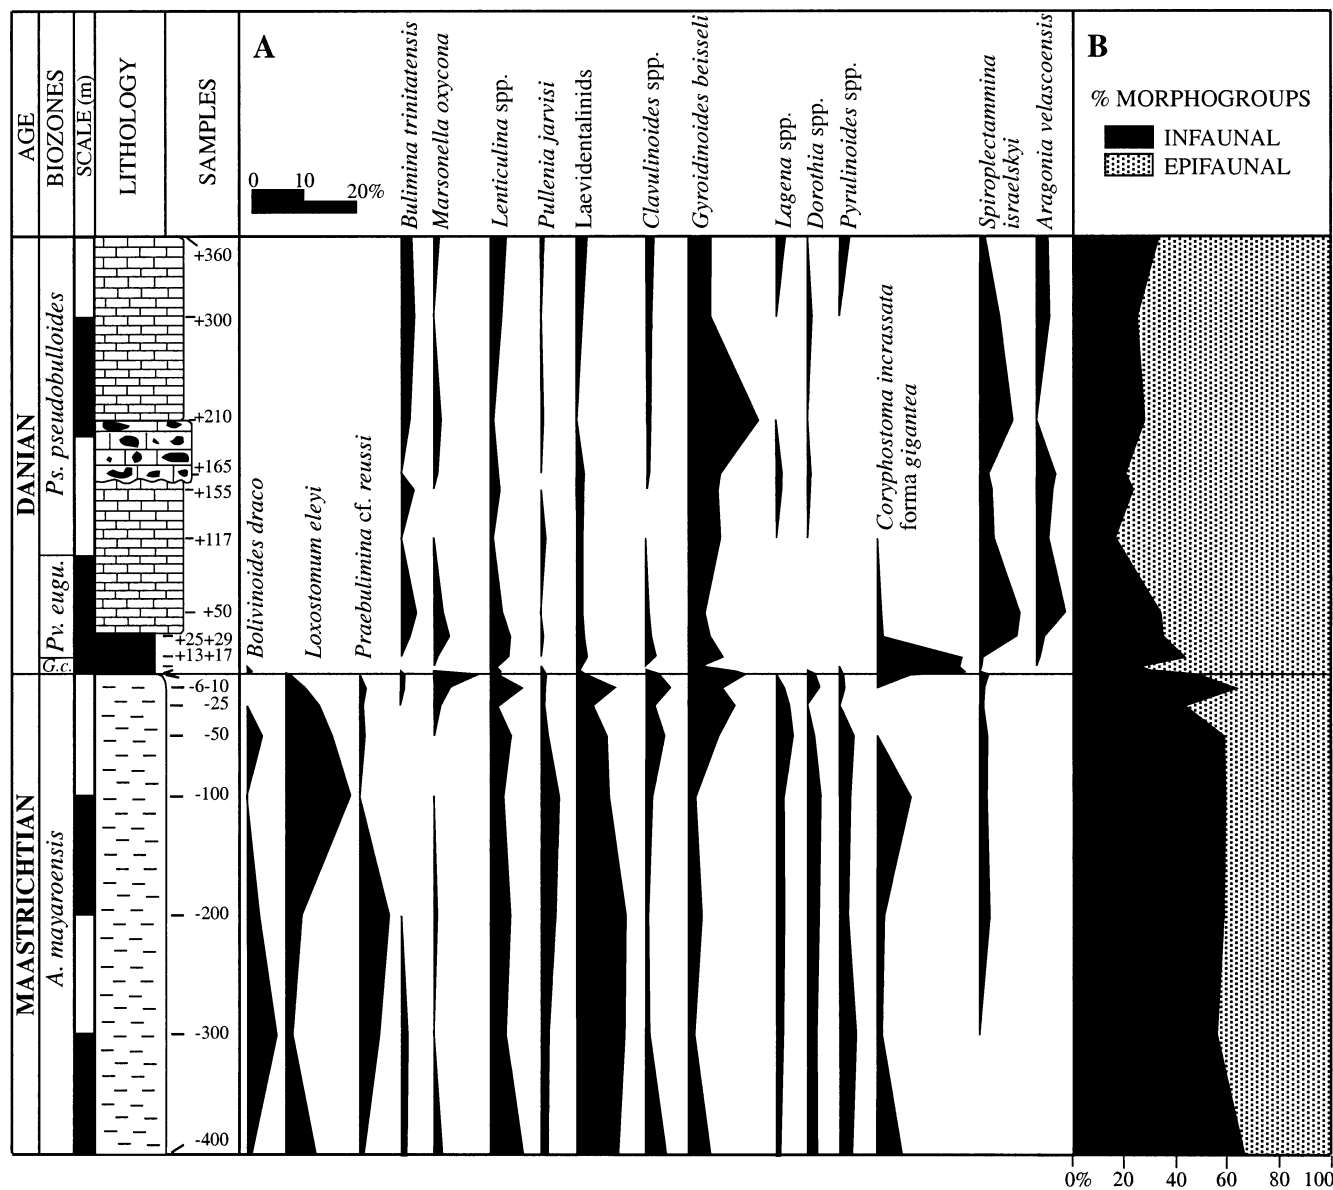 AGE
BIOZONES
SCALE (m)
LITHOLOGY
SAMPLES
A
0 10 20%
Bulimina trinitatensis
Marsonella oxycona
Lenticulina spp.
Pullenia jarvisi
Laevidentalinids
Clavulinoides spp.
Gyroidinoides beisseli
Lagena spp.
Dorothia spp.
Pyrulinoides spp.
Spiroplectammina
israelskyi
Aragonia velascoensis
B
% MORPHOGROUPS
INFAUNAL
EPIFAUNAL
DANIAN
MAASTRICHTIAN
Ps. pseudobulloides
Pv. eugu.
G.c.
A. mayaroensis
+360
+300
+210
+165
+155
+117
+50
+25+29
+13+17
-6-10
-25
-50
-100
-200
-300
-400
Bolivinoides draco
Loxostomum eleyi
Praebulimina cf. reussi
Coryphostoma incrassata
forma gigantea
0% 20 40 60 80 100